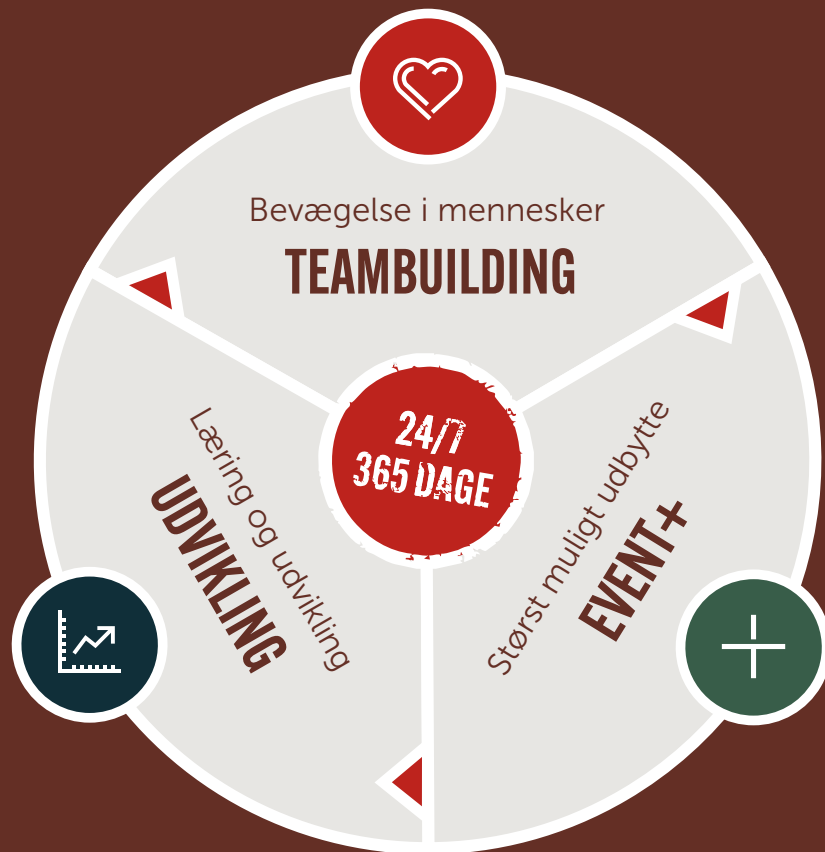 Bevægelse i mennesker
TEAMBUILDING
24/7
365 DAGE
Læring og udvikling
UDVIKLING
Størst muligt udbytte
EVENT+